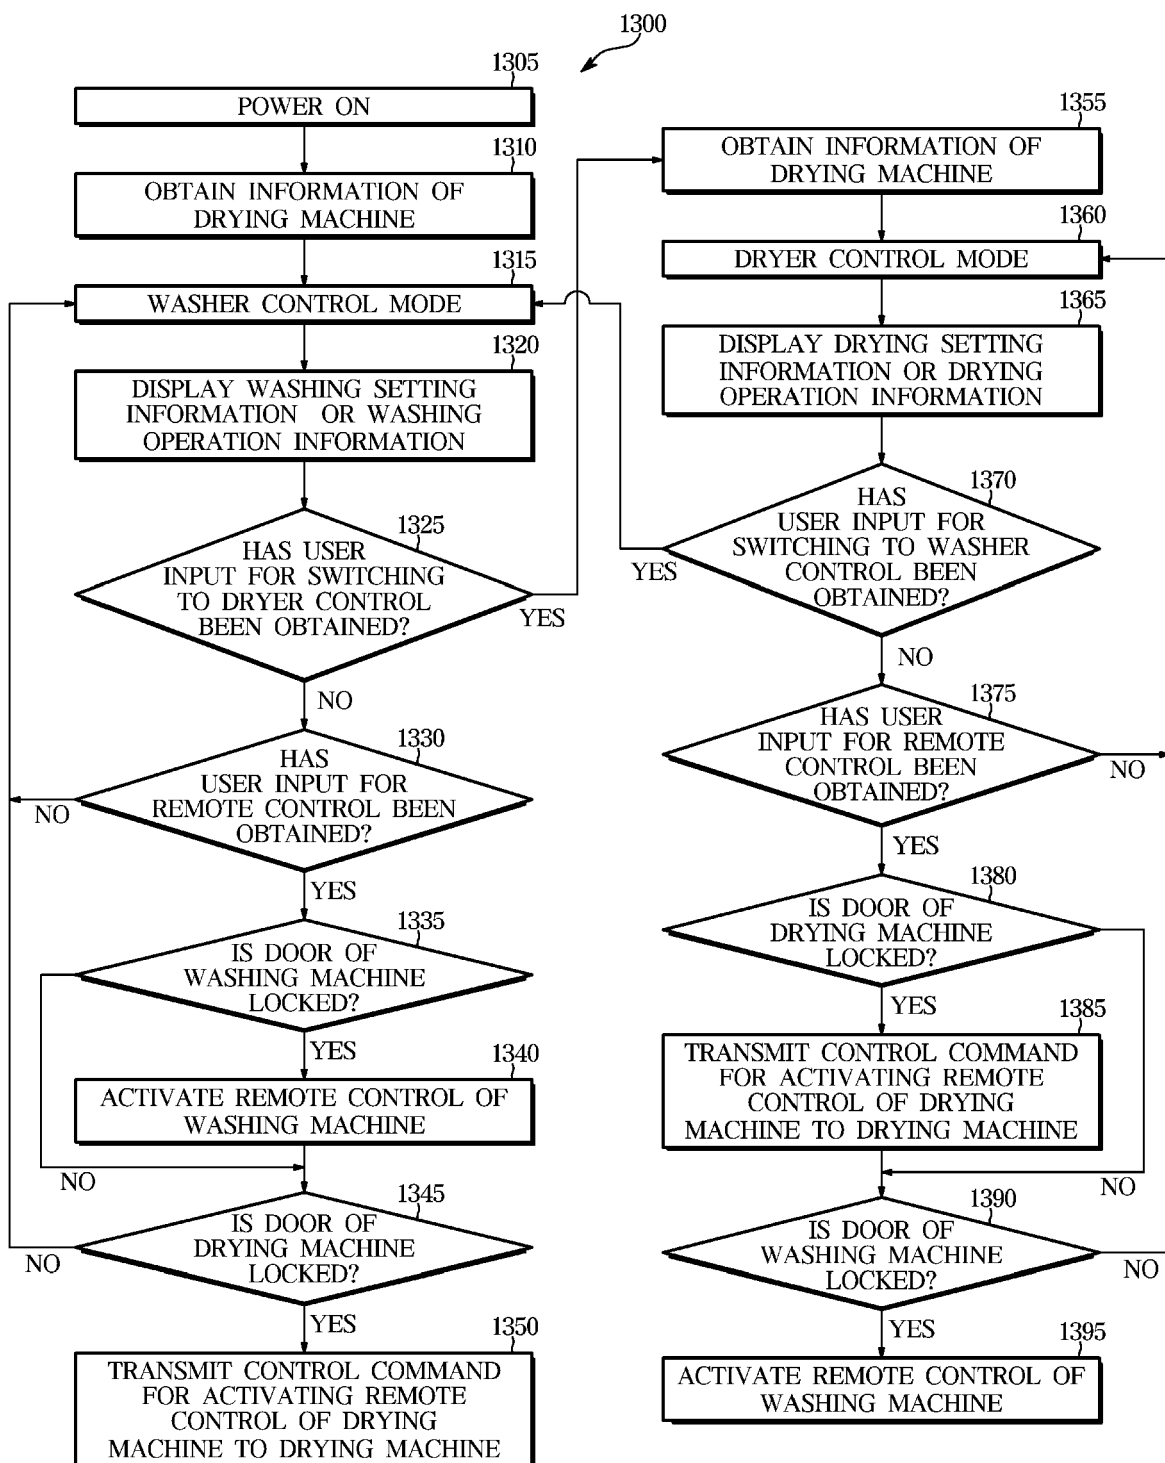 1300
1305
POWER ON
1310
OBTAIN INFORMATION OF
DRYING MACHINE
1315
WASHER CONTROL MODE
1320
DISPLAY WASHING SETTING
INFORMATION OR WASHING
OPERATION INFORMATION
1325
HAS USER
INPUT FOR SWITCHING
TO DRYER CONTROL
BEEN OBTAINED?
YES
NO
1330
HAS
USER INPUT FOR
REMOTE CONTROL BEEN
OBTAINED?
NO
YES
1335
IS DOOR OF
WASHING MACHINE
LOCKED?
YES
1340
ACTIVATE REMOTE CONTROL OF
WASHING MACHINE
NO
1345
IS DOOR OF
DRYING MACHINE
LOCKED?
NO
YES
1350
TRANSMIT CONTROL COMMAND
FOR ACTIVATING REMOTE
CONTROL OF DRYING
MACHINE TO DRYING MACHINE
1355
OBTAIN INFORMATION OF
DRYING MACHINE
1360
DRYER CONTROL MODE
1365
DISPLAY DRYING SETTING
INFORMATION OR DRYING
OPERATION INFORMATION
1370
HAS
USER INPUT FOR
SWITCHING TO WASHER
CONTROL BEEN
OBTAINED?
YES
NO
1375
HAS USER
INPUT FOR REMOTE
CONTROL BEEN
OBTAINED?
NO
YES
1380
IS DOOR OF
DRYING MACHINE
LOCKED?
YES
1385
TRANSMIT CONTROL COMMAND
FOR ACTIVATING REMOTE
CONTROL OF DRYING
MACHINE TO DRYING MACHINE
NO
1390
IS DOOR OF
WASHING MACHINE
LOCKED?
NO
YES
1395
ACTIVATE REMOTE CONTROL OF
WASHING MACHINE